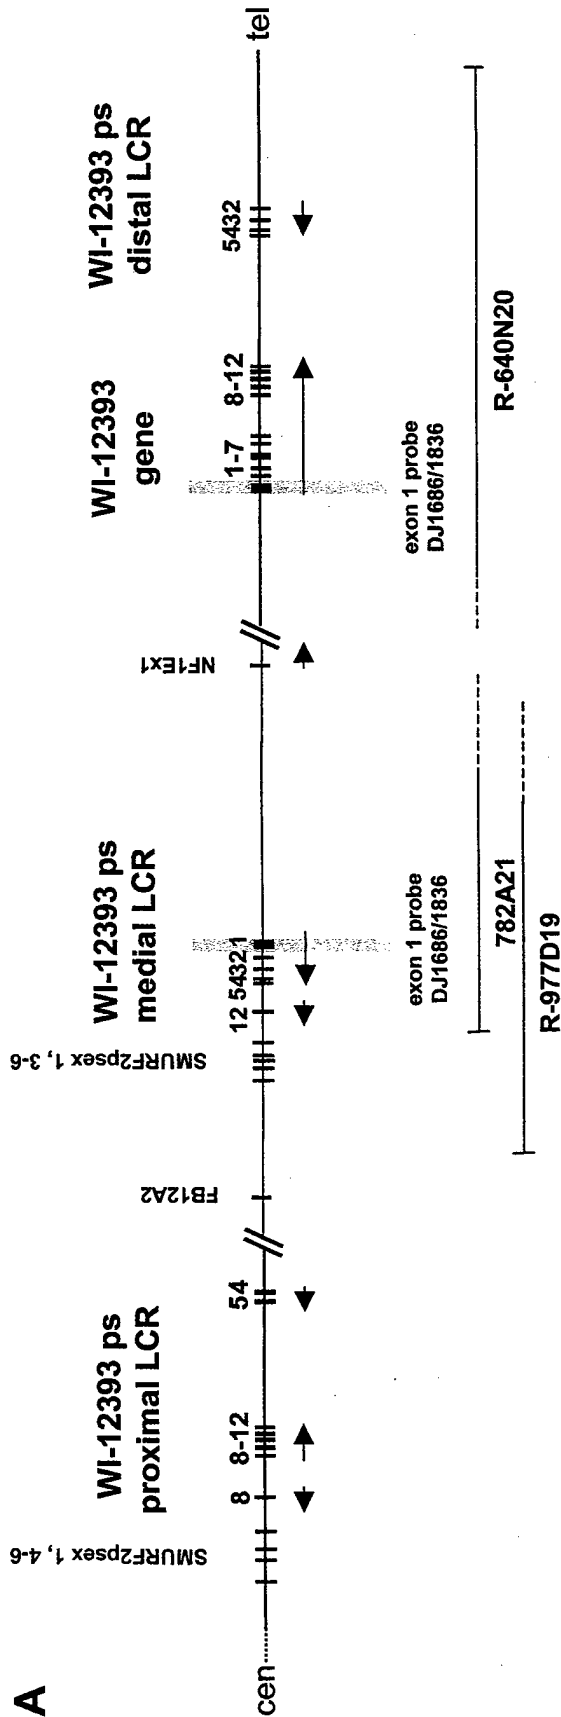 A
WI-12393 ps
proximal LCR
WI-12393 ps
medial LCR
WI-12393
gene
WI-12393 ps
distal LCR
SMURF2psex 1, 4-6
FB12A2
SMURF2psex 1, 3-6
NF1Ex1
cen
8
8-12
54
12
5432
1
1-7
8-12
5432
tel
exon 1 probe
DJ1686/1836
exon 1 probe
DJ1686/1836
782A21
R-977D19
R-640N20